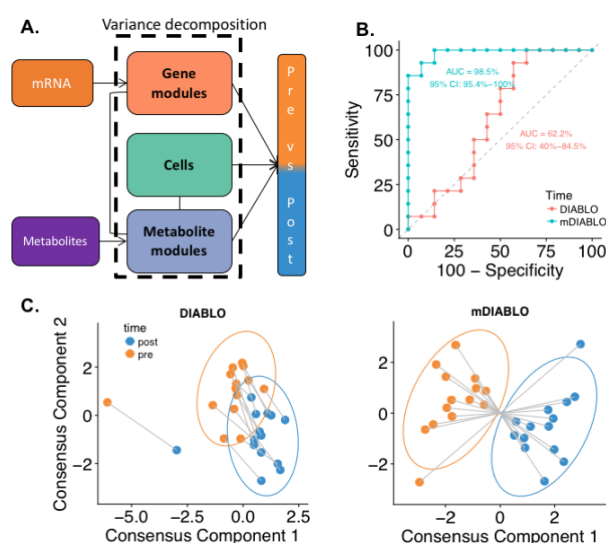 A.
Variance decomposition
mRNA
Gene
modules
Cells
Metabolites
Metabolite
modules
Pre vs Post
B.
Sensitivity
100
75
50
25
0
AUC = 98.5%
95% CI: 95.4%−100%
AUC = 62.2%
95% CI: 40%−84.5%
Time
DIABLO
mDIABLO
0 25 50 75 100
100 − Specificity
C.
DIABLO
time
post
pre
Consensus Component 2
2
0
−2
−5.0 −2.5 0.0 2.5
Consensus Component 1
mDIABLO
2
0
−2
−2 0 2
Consensus Component 1